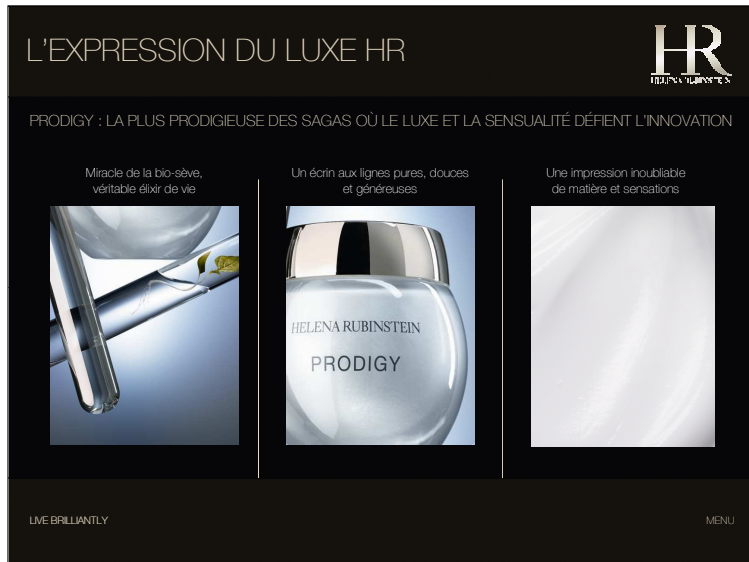 L'EXPRESSION DU LUXE HR
HR
HELENA RUBINSTEIN
PRODIGY : LA PLUS PRODIGIEUSE DES SAGAS OÙ LE LUXE ET LA SENSUALITÉ DÉFIENT L'INNOVATION
Miracle de la bio-sève,
véritable élixir de vie
Un écrin aux lignes pures, douces
et généreuses
Une impression inoubliable
de matière et sensations
HELENA RUBINSTEIN
PRODIGY
LIVE BRILLIANTLY
MENU